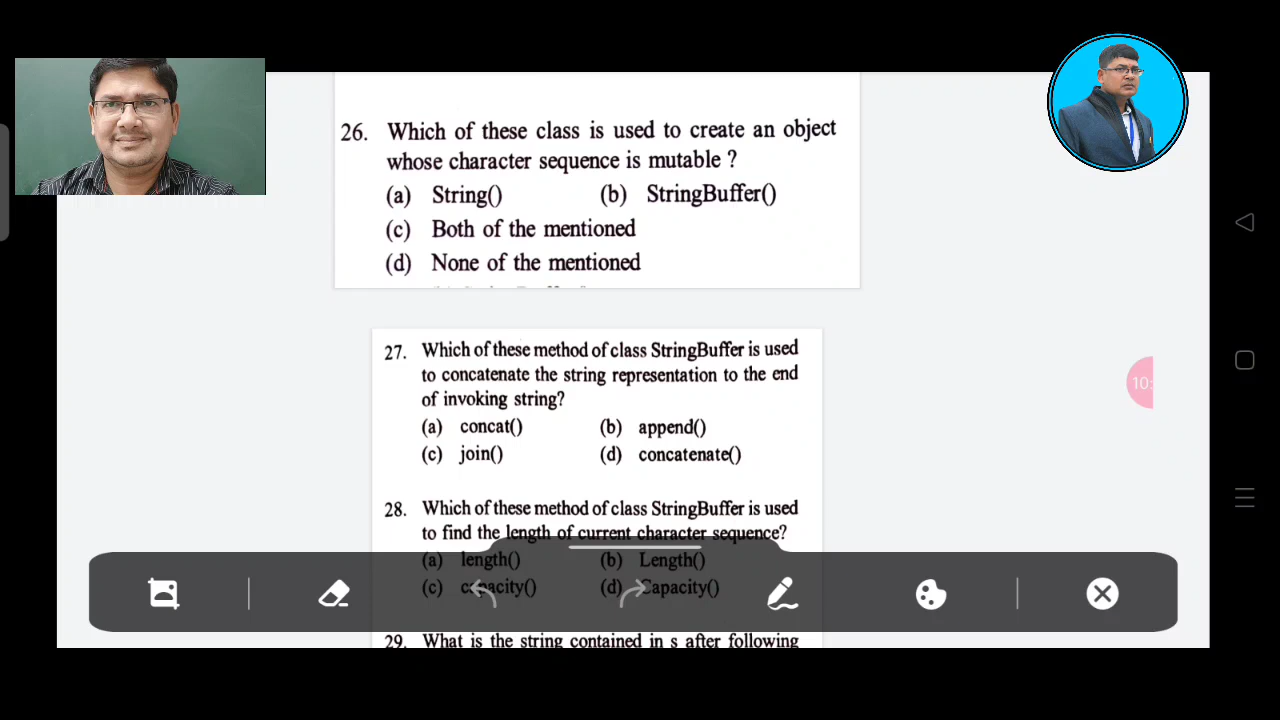 26. Which of these class is used to create an object
whose character sequence is mutable ?
(a) String() (b) StringBuffer()
(c) Both of the mentioned
(d) None of the mentioned
27. Which of these method of class StringBuffer is used
to concatenate the string representation to the end
of invoking string?
(a) concat() (b) append()
(c) join() (d) concatenate()
10:
28. Which of these method of class StringBuffer is used
to find the length of current character sequence?
(a) length() (b) Length()
(c) capacity() (d) Capacity()
29. What is the string contained in s after following